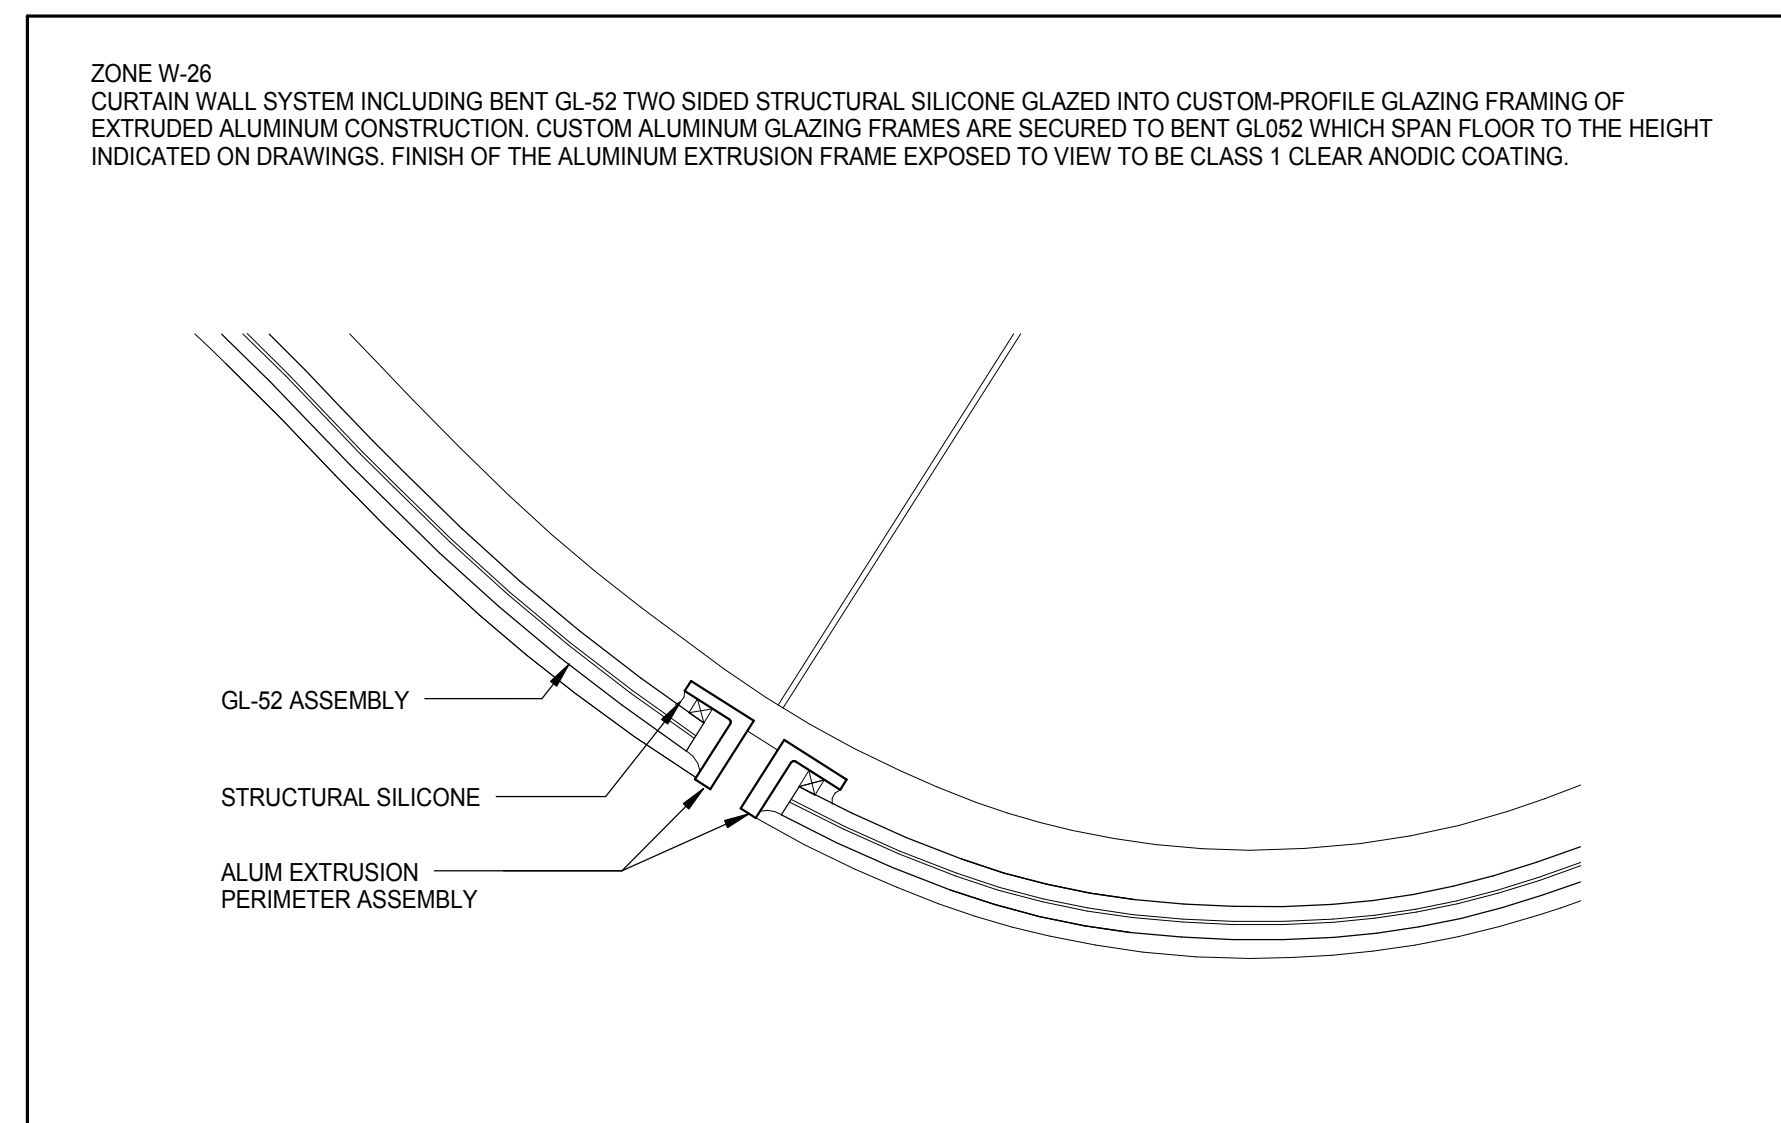 ZONE W-26
CURTAIN WALL SYSTEM INCLUDING BENT GL-52 TWO SIDED STRUCTURAL SILICONE GLAZED INTO CUSTOM-PROFILE GLAZING FRAMING OF
EXTRUDED ALUMINUM CONSTRUCTION. CUSTOM ALUMINUM GLAZING FRAMES ARE SECURED TO BENT GL052 WHICH SPAN FLOOR TO THE HEIGHT
INDICATED ON DRAWINGS. FINISH OF THE ALUMINUM EXTRUSION FRAME EXPOSED TO VIEW TO BE CLASS 1 CLEAR ANODIC COATING.
GL-52 ASSEMBLY
STRUCTURAL SILICONE
ALUM EXTRUSION
PERIMETER ASSEMBLY